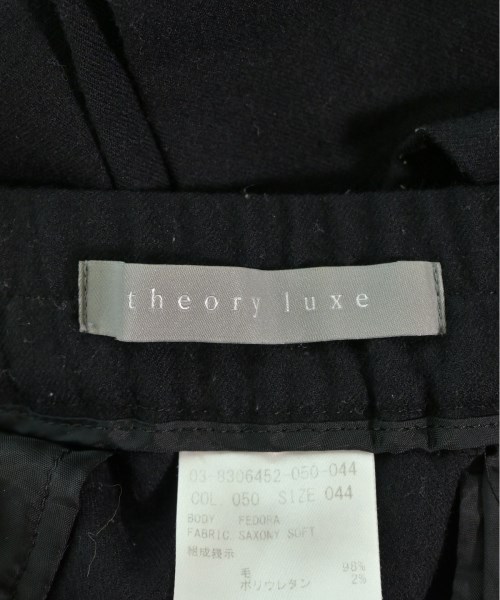 theory luxe
03-9306452-050-044
COL 050 SIZE 044
BODY FEDORA
FABRIC SAXONY SOFT
組成繊示
毛 98%
ポリウレタン 2%